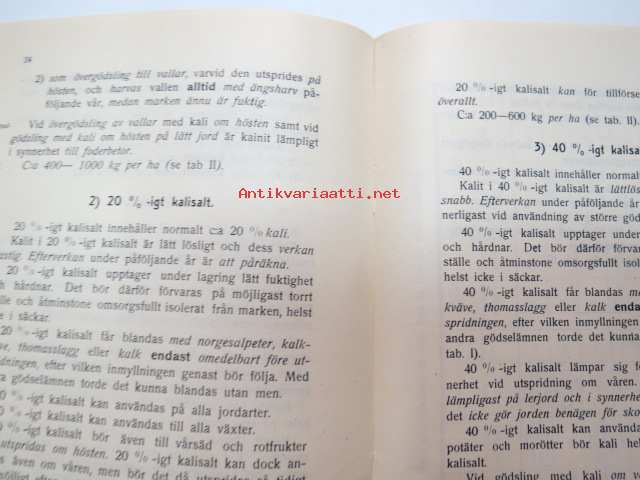 24
2) som övergödsling till vallar, varvid den utsprides på
hösten, och harvas vallen alltid med ängsharv på-
följande vår, medan marken ännu är fuktig.
Vid övergödsling av vallar med kali om hösten samt vid
gödsling med kali om hösten på lätt jord är kainit lämpligt
i synnerhet till foderbetor.
C:a 400— 1000 kg per ha (se tab II).
2) 20 % -igt kalisalt.
20 % -igt kalisalt innehåller normalt c:a 20 % kali.
Kalit i 20 % -igt kalisalt är lätt lösligt och dess verkan
Efterverkan under påföljande år är att påräkna.
20 % -igt kalisalt upptager under lagring lätt fuktighet
och hårdnar. Det bör därför förvaras på möjligast torrt
ställe och åtminstone omsorgsfullt isolerat från marken, helst
icke i säckar.
20 % -igt kalisalt får blandas med norgesalpeter, kalk-
thomasslagg eller kalk endast omedelbart före ut-
spridningen, efter vilken inmyllningen genast bör följa. Med
andra gödselämnen torde det kunna blandas utan men.
% -igt kalisalt kan användas på alla jordarter.
% -igt kalisalt kan användas till alla växter.
% -igt kalisalt bör även till vårsäd och rotfrukter
utspridas om hösten. 20 % -igt kalisalt kan dock an-
även om våren, men bör det då utspridas så tidigt
Antikvariaatti.net
20 % -igt kalisalt kan för tillförse
överallt.
C:a 200—600 kg per ha (se tab. II).
3) 40 % -igt kalisa
40 % -igt kalisalt innehåller normalt
Kalit i 40 % -igt kalisalt är lättlös
snabb. Efterverkan under påföljande år är
nerligast vid användning av större göd
40 % -igt kalisalt upptager under
och hårdnar. Det bör därför förvara
ställe och åtminstone omsorgsfullt isole
helst icke i säckar.
40 % -igt kalisalt får blandas me
kväve, thomasslagg eller kalk enda
spridningen, efter vilken inmyllningen
andra gödselämnen torde det kunna
tab. I).
40 % -igt kalisalt lämpar sig fö
nerhet vid utspridning om våren.
lämpligast på lerjord och i synnerhe
det icke gör jorden benägen för sko
40 % -igt kalisalt kan använda
potäter och morötter bör kali hel
kalisalt.
Vid gödsling med kali om v